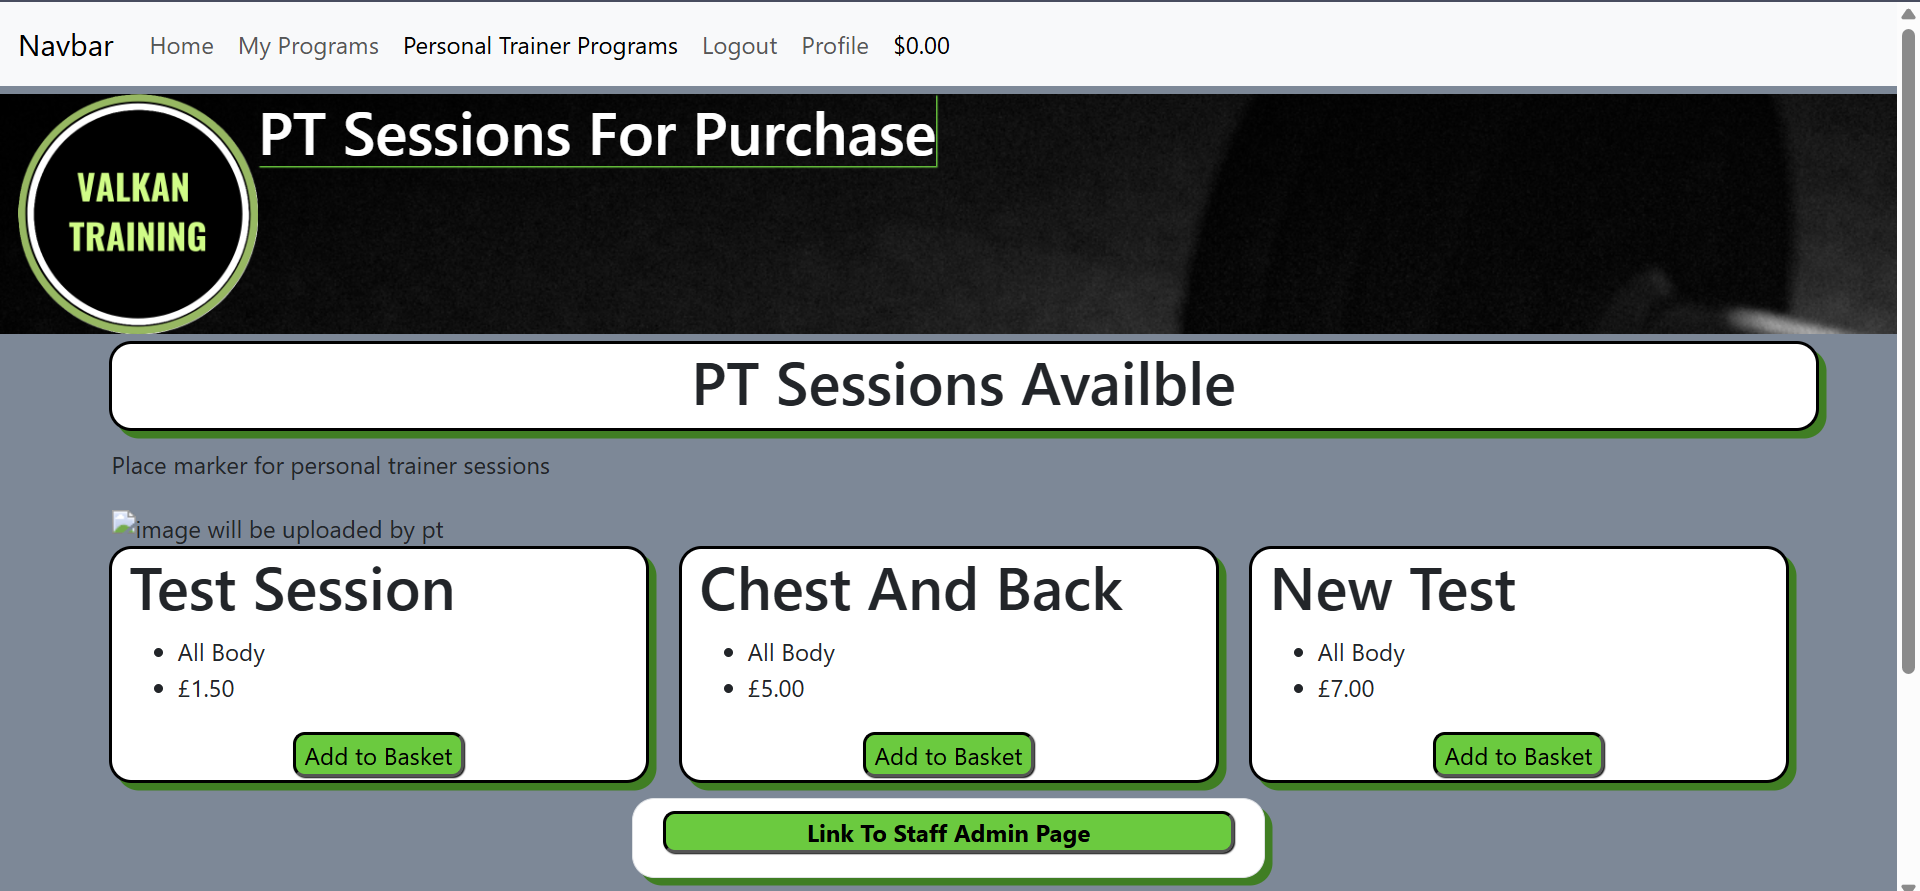 Navbar Home My Programs Personal Trainer Programs Logout Profile $0.00
PT Sessions For Purchase
VALKAN
TRAINING
PT Sessions Availble
Place marker for personal trainer sessions
image will be uploaded by pt
Test Session
All Body
£1.50
Add to Basket
Chest And Back
All Body
£5.00
Add to Basket
New Test
All Body
£7.00
Add to Basket
Link To Staff Admin Page